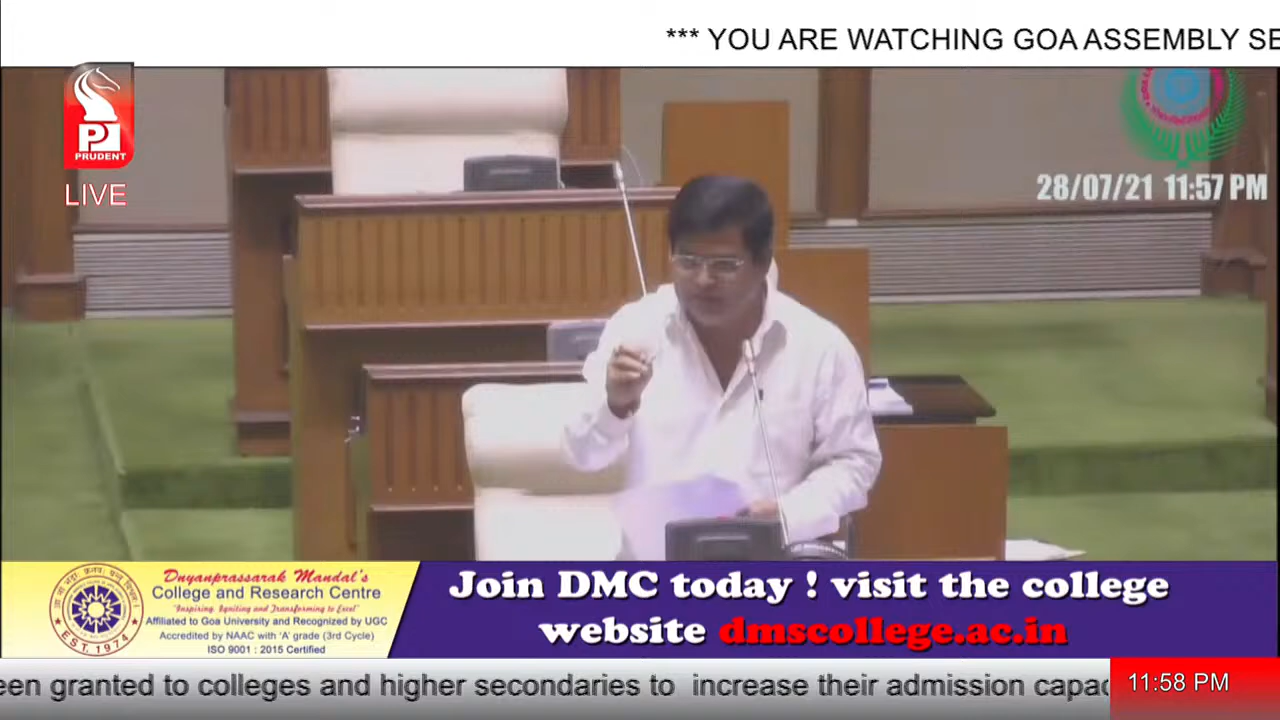 *** YOU ARE WATCHING GOA ASSEMBLY SE
PRUDENT
LIVE
28/07/21 11:57 PM
Dnyanprassarak Mandal's
College and Research Centre
"Inspiring, Igniting and Transforming to Excel"
Affiliated to Goa University and Recognized by UGC
Accredited by NAAC with 'A' grade (3rd Cycle)
ISO 9001 : 2015 Certified
EST. 1974
Join DMC today ! visit the college
website dmscollege.ac.in
een granted to colleges and higher secondaries to increase their admission capac
11:58 PM